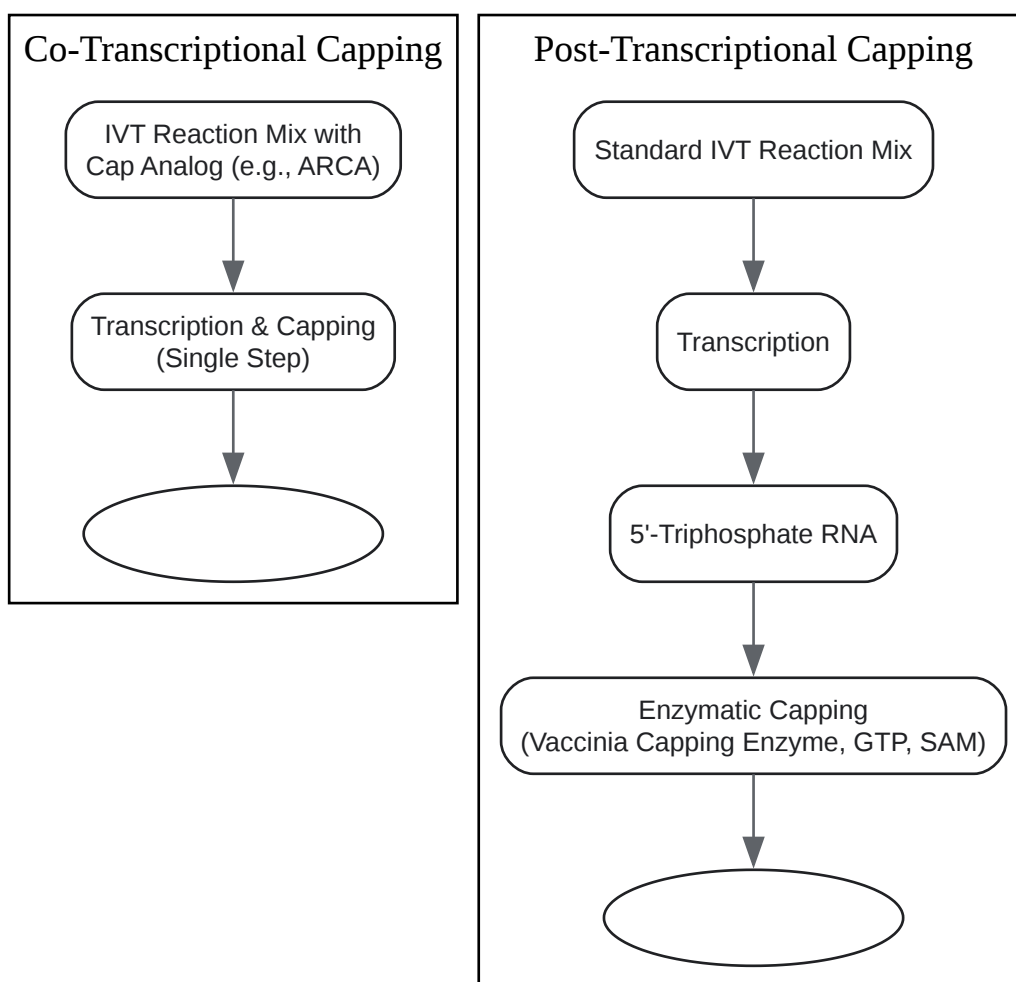 Co-Transcriptional Capping
IVT Reaction Mix with
Cap Analog (e.g., ARCA)
Transcription & Capping
(Single Step)
Post-Transcriptional Capping
Standard IVT Reaction Mix
Transcription
5'-Triphosphate RNA
Enzymatic Capping
(Vaccinia Capping Enzyme, GTP, SAM)